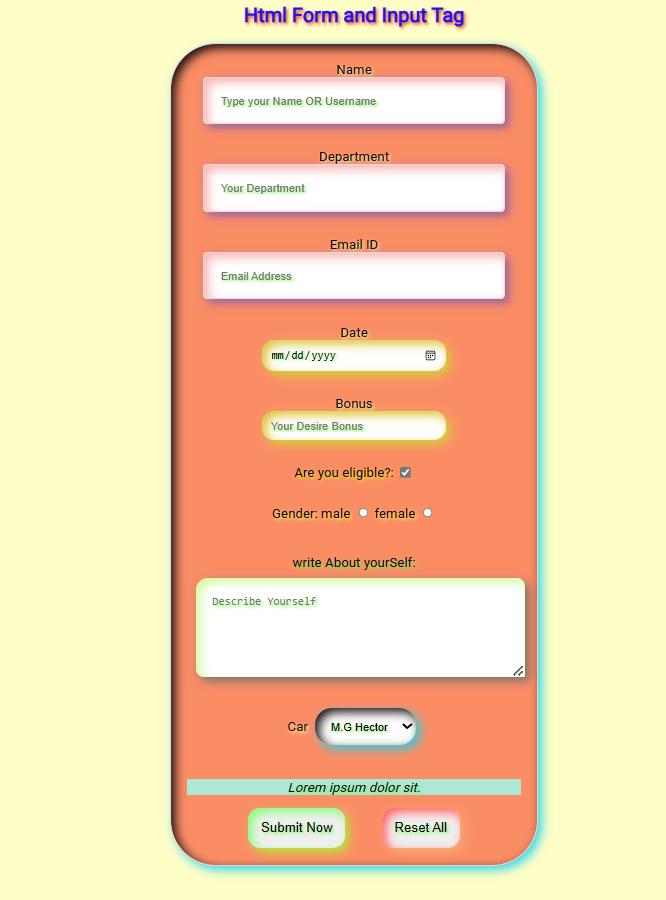 Html Form and Input Tag
Name
Type your Name OR Username
Department
Your Department
Email ID
Email Address
Date
mm/dd/yyyy
Bonus
Your Desire Bonus
Are you eligible?:
Gender: male female
write About yourSelf:
Describe Yourself
Car M.G Hector
Lorem ipsum dolor sit.
Submit Now Reset All